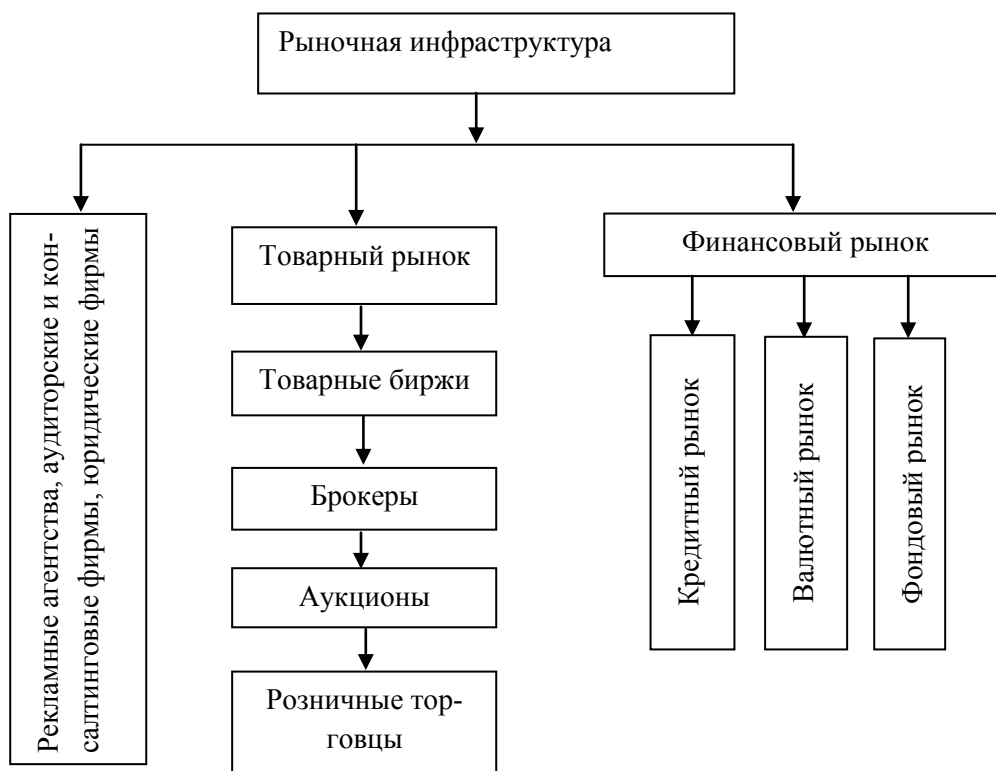 Рыночная инфраструктура
Рекламные агентства, аудиторские и кон-
салтинговые фирмы, юридические фирмы
Товарный рынок
Товарные биржи
Брокеры
Аукционы
Розничные тор-
говцы
Финансовый рынок
Кредитный рынок
Валютный рынок
Фондовый рынок